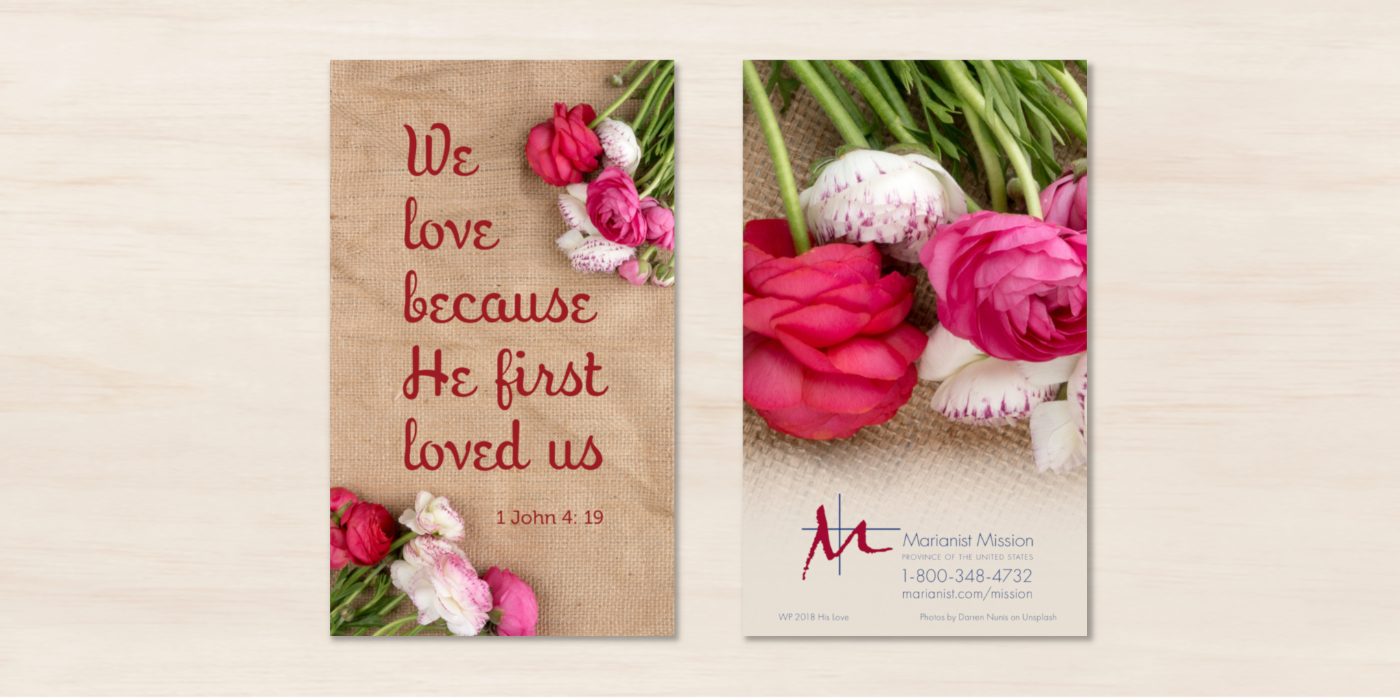 We
love
because
He first
loved us
1 John 4: 19
Marianist Mission
PROVINCE OF THE UNITED STATES
1-800-348-4732
marianist.com/mission
WP 2018 His Love
Photos by Darren Nunis on Unsplash